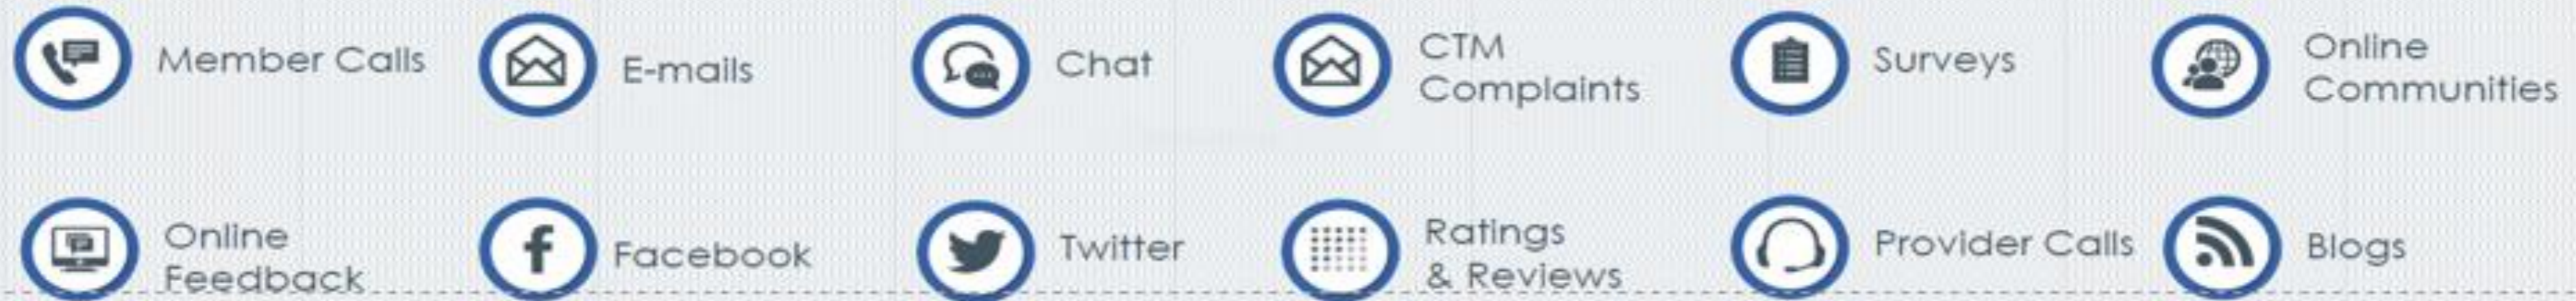 Member Calls
E-mails
Chat
CTM
Complaints
Surveys
Online
Communities
Online
Feedback
Facebook
Twitter
Ratings
& Reviews
Provider Calls
Blogs